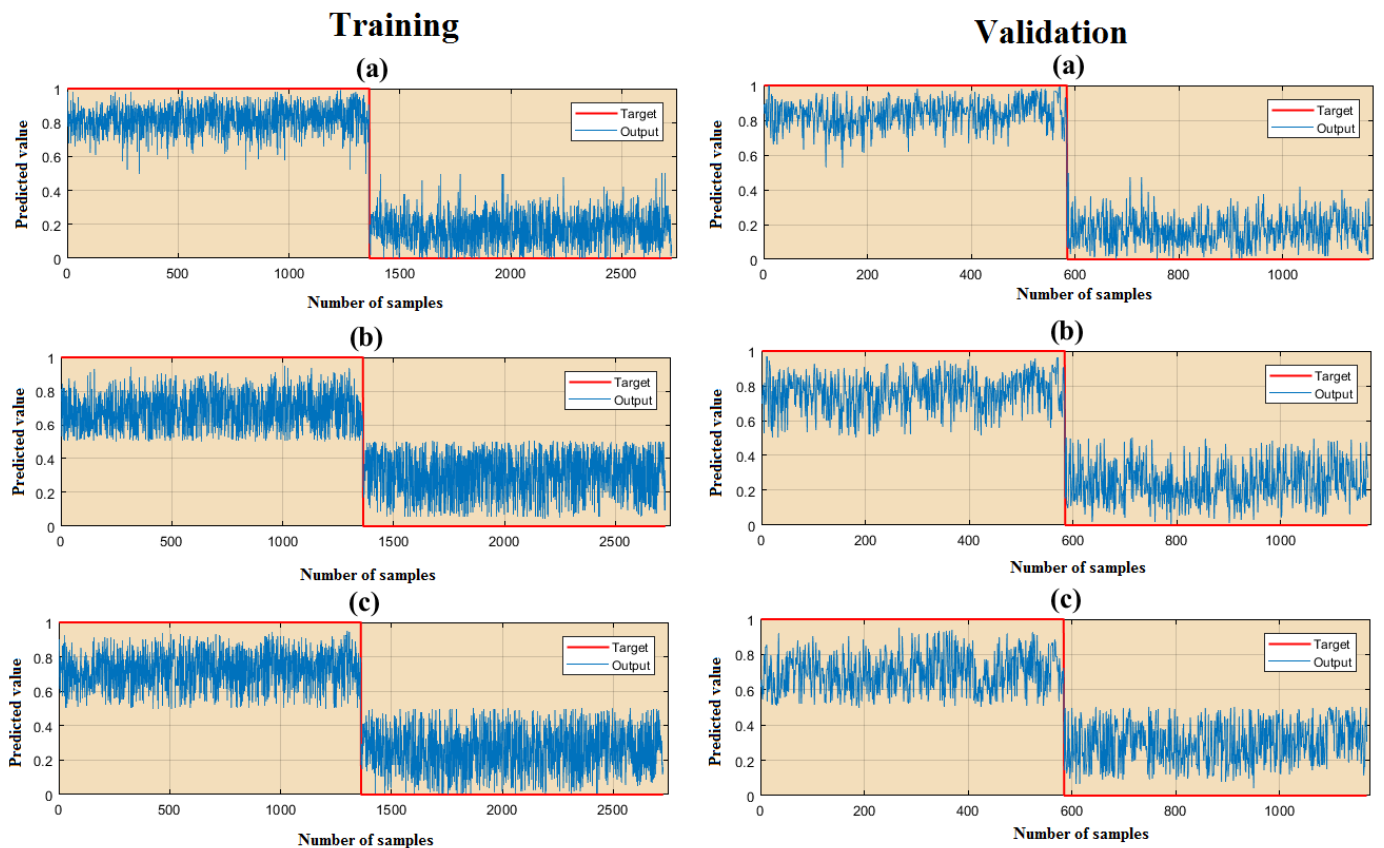 Training
Validation
(a)
Predicted value
1
0.8
0.6
0.4
0.2
0
0 500 1000 1500 2000 2500
Number of samples
Target
Output
(a)
Predicted value
1
0.8
0.6
0.4
0.2
0
0 200 400 600 800 1000
Number of samples
Target
Output
(b)
Predicted value
1
0.8
0.6
0.4
0.2
0
0 500 1000 1500 2000 2500
Number of samples
Target
Output
(b)
Predicted value
1
0.8
0.6
0.4
0.2
0
0 200 400 600 800 1000
Number of samples
Target
Output
(c)
Predicted value
1
0.8
0.6
0.4
0.2
0
0 500 1000 1500 2000 2500
Number of samples
Target
Output
(c)
Predicted value
1
0.8
0.6
0.4
0.2
0
0 200 400 600 800 1000
Number of samples
Target
Output